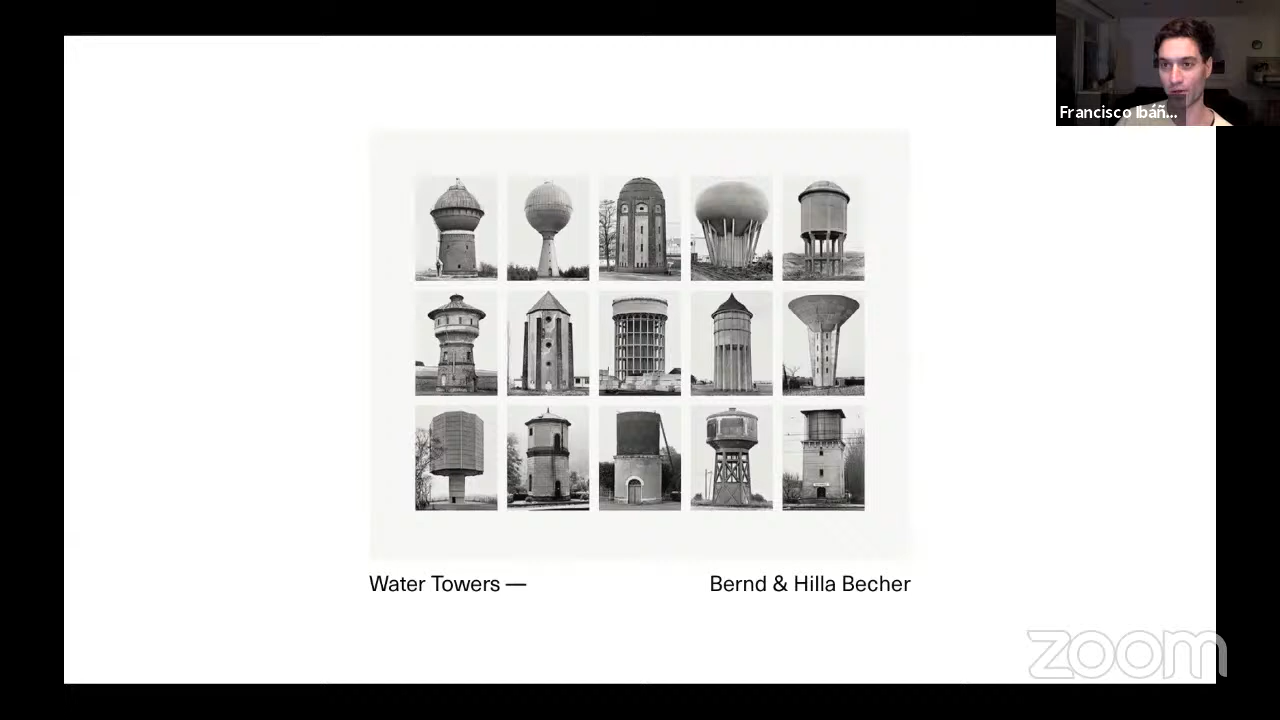 Francisco Ibáñ...
Water Towers —
Bernd & Hilla Becher
zoom